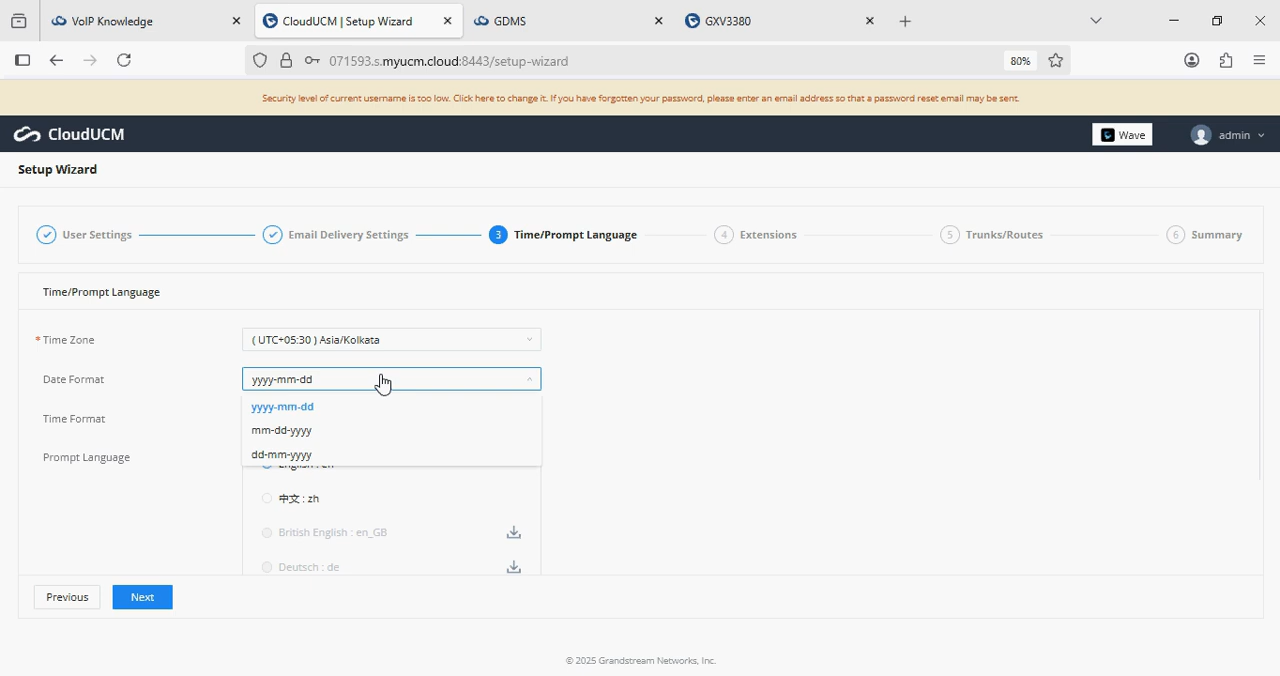 VoIP Knowledge
CloudUCM | Setup Wizard
GDMS
GXV3380
071593.s.myucm.cloud:8443/setup-wizard
80%
Security level of current username is too low. Click here to change it. If you have forgotten your password, please enter an email address so that a password reset email may be sent.
CloudUCM
Wave
admin
Setup Wizard
User Settings
Email Delivery Settings
3 Time/Prompt Language
4 Extensions
5 Trunks/Routes
6 Summary
Time/Prompt Language
* Time Zone
( UTC+05:30 ) Asia/Kolkata
Date Format
yyyy-mm-dd
yyyy-mm-dd
mm-dd-yyyy
dd-mm-yyyy
Time Format
Prompt Language
English : en
中文 : zh
British English : en_GB
Deutsch : de
Previous
Next
© 2025 Grandstream Networks, Inc.